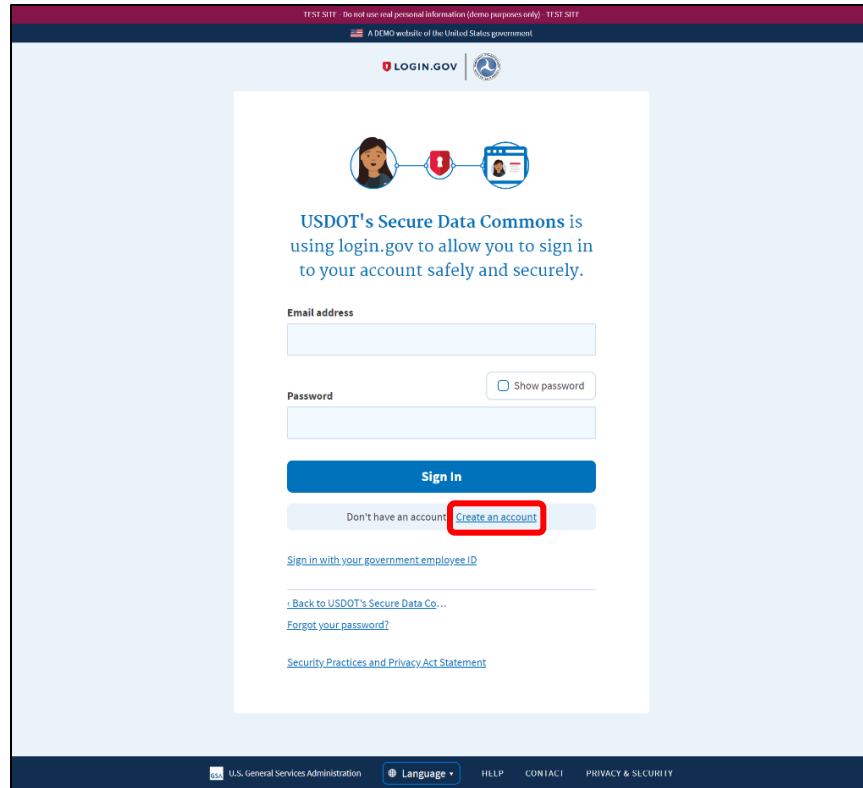 TEST SITE - Do not use real personal information (demo purposes only) - TEST SITE
A DEMO website of the United States government
LOGIN.GOV
USDOT's Secure Data Commons is
using login.gov to allow you to sign in
to your account safely and securely.
Email address
Show password
Password
Sign In
Don't have an account Create an account
Sign in with your government employee ID
‹ Back to USDOT's Secure Data Co...
Forgot your password?
Security Practices and Privacy Act Statement
GSA U.S. General Services Administration Language HELP CONTACT PRIVACY & SECURITY